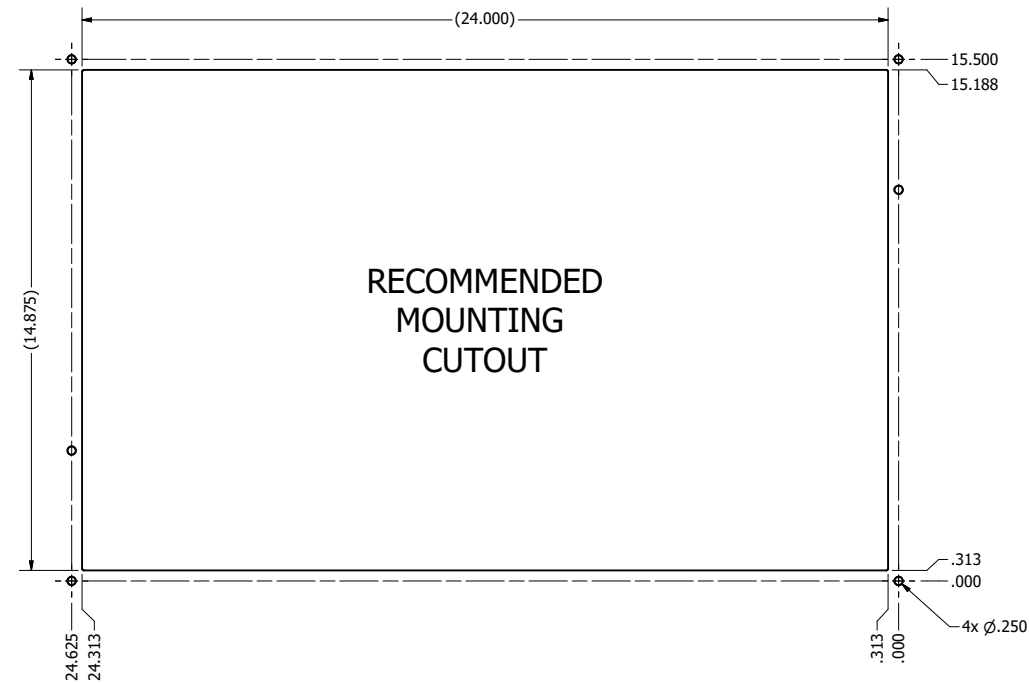 (24.000)
15.500
15.188
(14.875)
RECOMMENDED
MOUNTING
CUTOUT
.313
.000
4x Ø.250
24.625
24.313
.313
.000